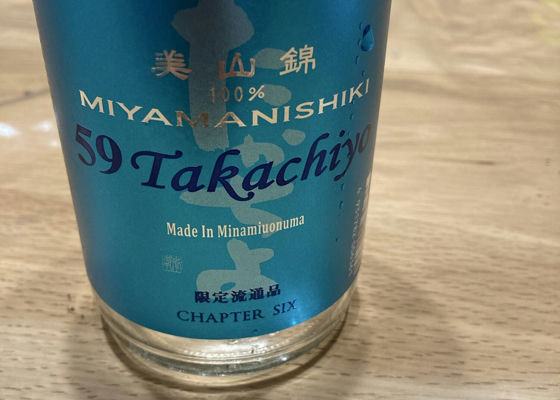 美山錦
100%
MIYAMANISHIKI
59 Takachiyo
Made In Minamiuonuma
限定流通品
CHAPTER SIX